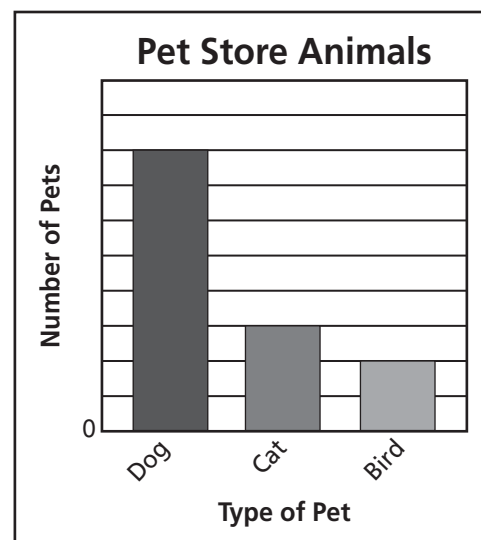 Pet Store Animals
Number of Pets
0
Dog
Cat
Bird
Type of Pet